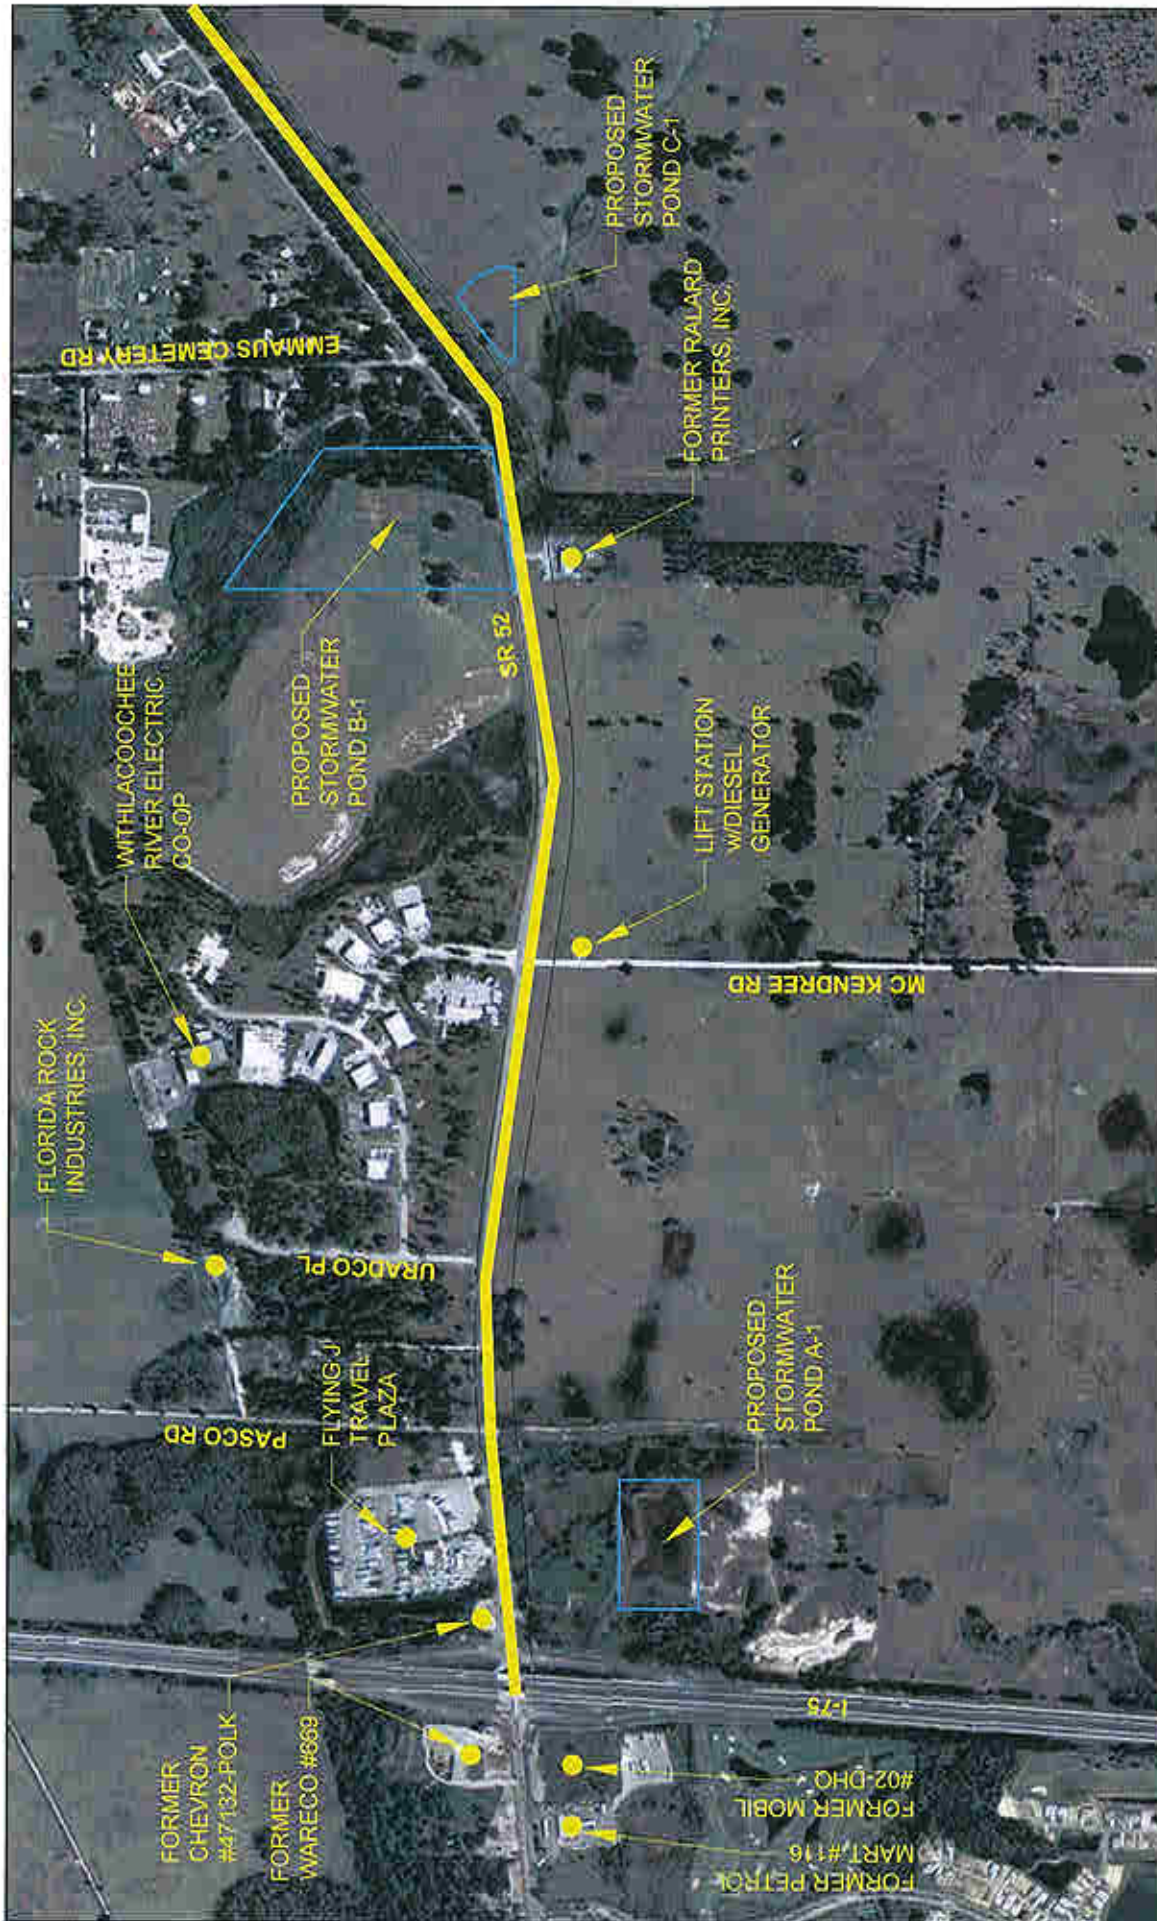 FORMER
CHEVRON
#47132-POLK
FORMER
WARECO #669
FLORIDA ROCK
INDUSTRIES, INC.
WITHLACOOCHEE
RIVER ELECTRIC
CO-OP
PASCO RD
FLYING J
TRAVEL
PLAZA
URADCO PL
PROPOSED
STORMWATER
POND B-1
EMMAUS CEMETERY RD
SR 52
I-75
FORMER PETROL
MART #116
FORMER MOBIL
#02-DHQ
PROPOSED
STORMWATER
POND A-1
MC KENDREE RD
LIFT STATION
W/DIESEL
GENERATOR
FORMER RALARD
PRINTERS, INC.
PROPOSED
STORMWATER
POND C-1